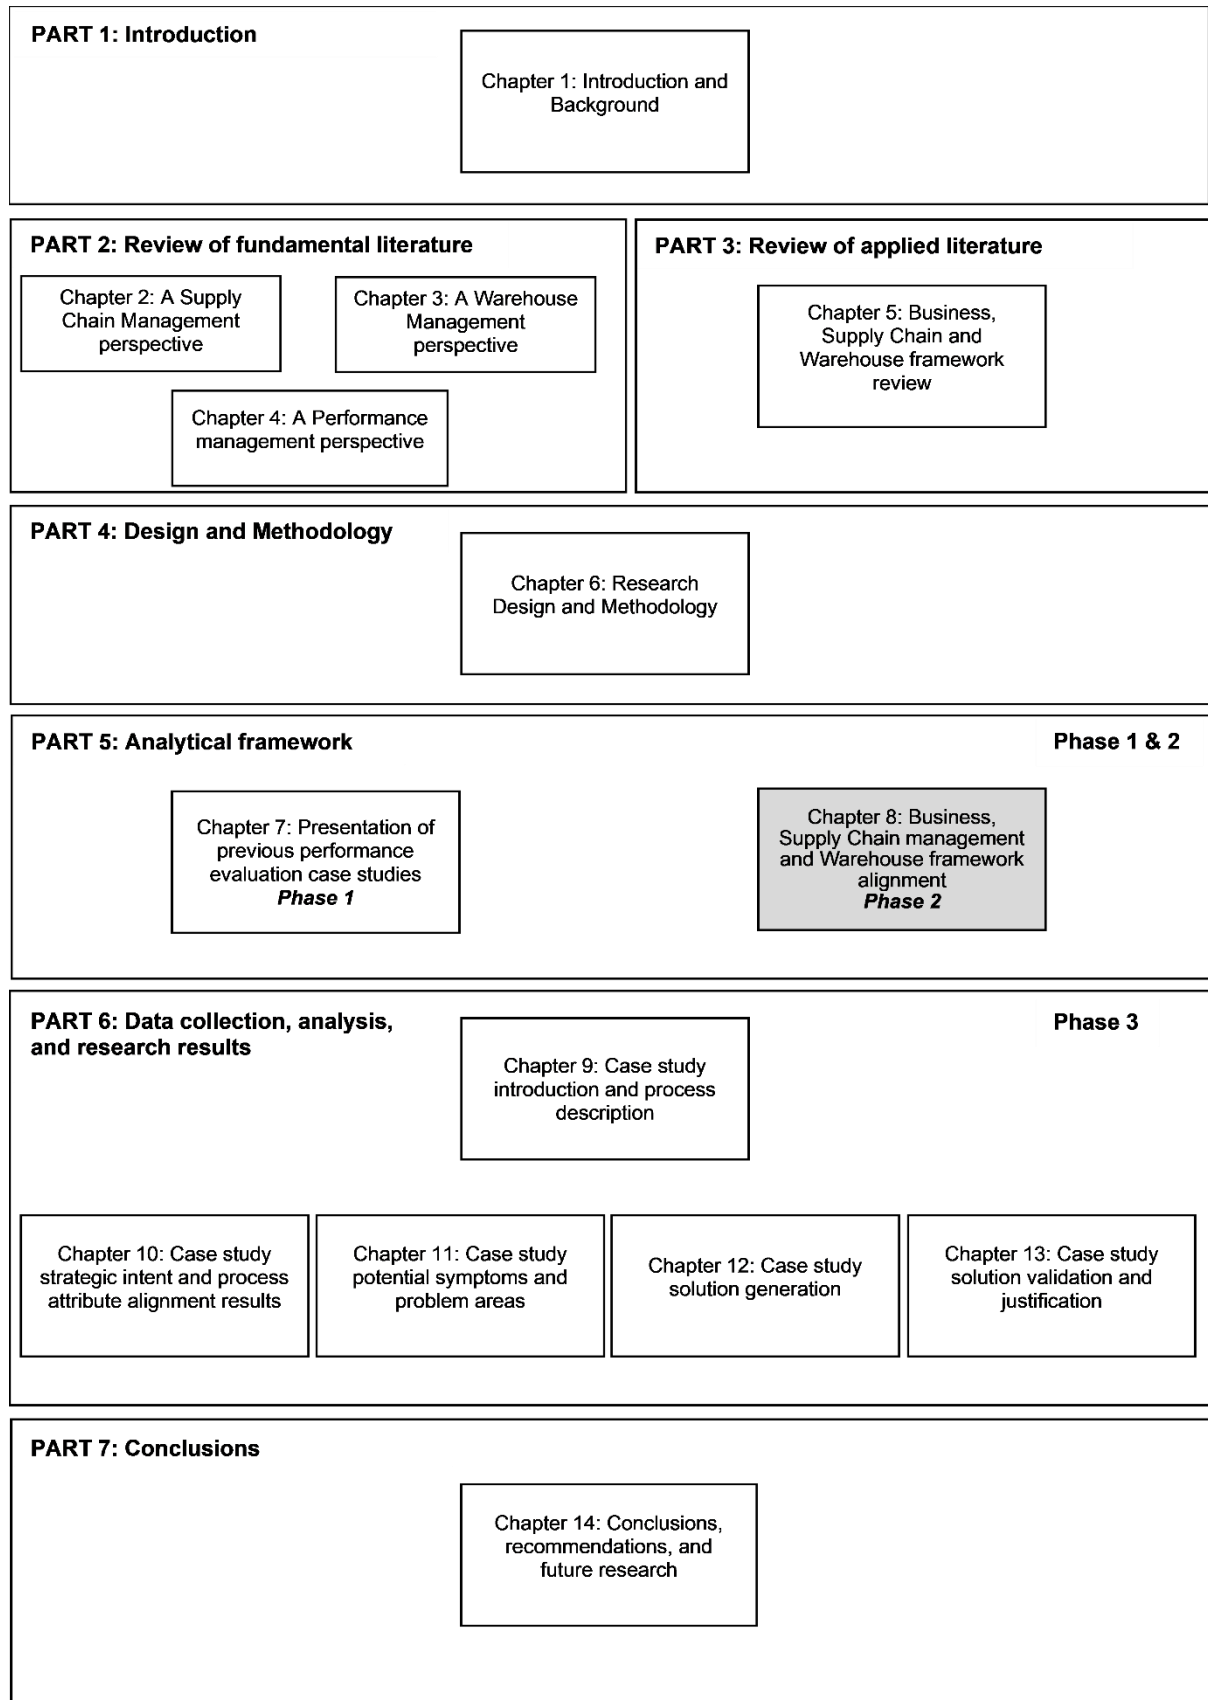 PART 1: Introduction
Chapter 1: Introduction and
Background
PART 2: Review of fundamental literature
Chapter 2: A Supply
Chain Management
perspective
Chapter 3: A Warehouse
Management
perspective
Chapter 4: A Performance
management perspective
PART 3: Review of applied literature
Chapter 5: Business,
Supply Chain and
Warehouse framework
review
PART 4: Design and Methodology
Chapter 6: Research
Design and Methodology
PART 5: Analytical framework
Phase 1 & 2
Chapter 7: Presentation of
previous performance
evaluation case studies
Phase 1
Chapter 8: Business,
Supply Chain management
and Warehouse framework
alignment
Phase 2
PART 6: Data collection, analysis,
and research results
Phase 3
Chapter 9: Case study
introduction and process
description
Chapter 10: Case study
strategic intent and process
attribute alignment results
Chapter 11: Case study
potential symptoms and
problem areas
Chapter 12: Case study
solution generation
Chapter 13: Case study
solution validation and
justification
PART 7: Conclusions
Chapter 14: Conclusions,
recommendations, and
future research